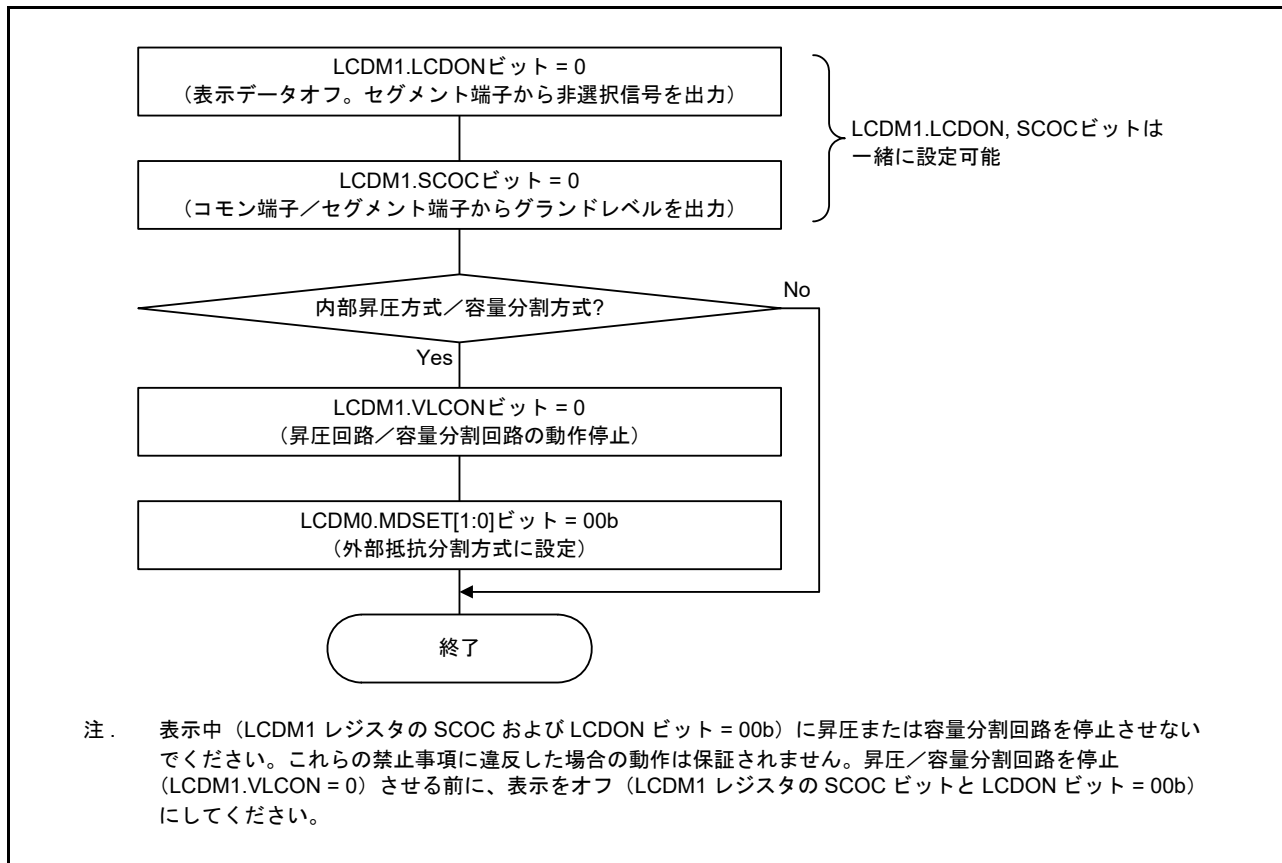 LCDM1.LCDONビット = 0
（表示データオフ。セグメント端子から非選択信号を出力）
LCDM1.LCDON, SCOCビットは
一緒に設定可能
LCDM1.SCOCビット = 0
（コモン端子／セグメント端子からグランドレベルを出力）
内部昇圧方式／容量分割方式?
No
Yes
LCDM1.VLCONビット = 0
（昇圧回路／容量分割回路の動作停止）
LCDM0.MDSET[1:0]ビット = 00b
（外部抵抗分割方式に設定）
終了
注 . 表示中（LCDM1 レジスタの SCOC および LCDON ビット = 00b）に昇圧または容量分割回路を停止させない
でください。これらの禁止事項に違反した場合の動作は保証されません。昇圧／容量分割回路を停止
（LCDM1.VLCON = 0）させる前に、表示をオフ（LCDM1 レジスタの SCOC ビットと LCDON ビット = 00b）
にしてください。